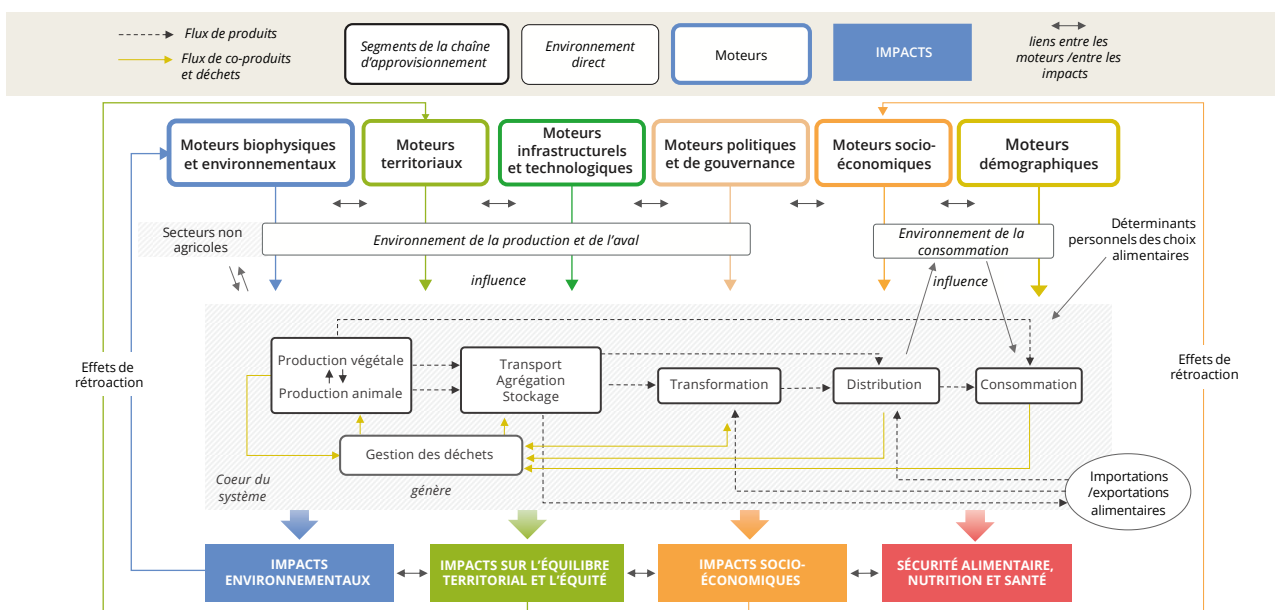 Flux de produits
Flux de co-produits
et déchets
Segments de la chaîne
d'approvisionnement
Environnement
direct
Moteurs
IMPACTS
liens entre les
moteurs /entre les
impacts
Moteurs biophysiques
et environnementaux
Moteurs
territoriaux
Moteurs
infrastructurels
et technologiques
Moteurs politiques
et de gouvernance
Moteurs socio-
économiques
Moteurs
démographiques
Secteurs non
agricoles
Environnement de la production et de l'aval
Environnement de la
consommation
Déterminants
personnels des choix
alimentaires
influence
influence
Effets de
rétroaction
Production végétale
Production animale
Transport
Agrégation
Stockage
Transformation
Distribution
Consommation
Effets de
rétroaction
Gestion des déchets
Coeur du
système
génère
Importations
/exportations
alimentaires
IMPACTS
ENVIRONNEMENTAUX
IMPACTS SUR L'ÉQUILIBRE
TERRITORIAL ET L'ÉQUITÉ
IMPACTS SOCIO-
ÉCONOMIQUES
SÉCURITÉ ALIMENTAIRE,
NUTRITION ET SANTÉ